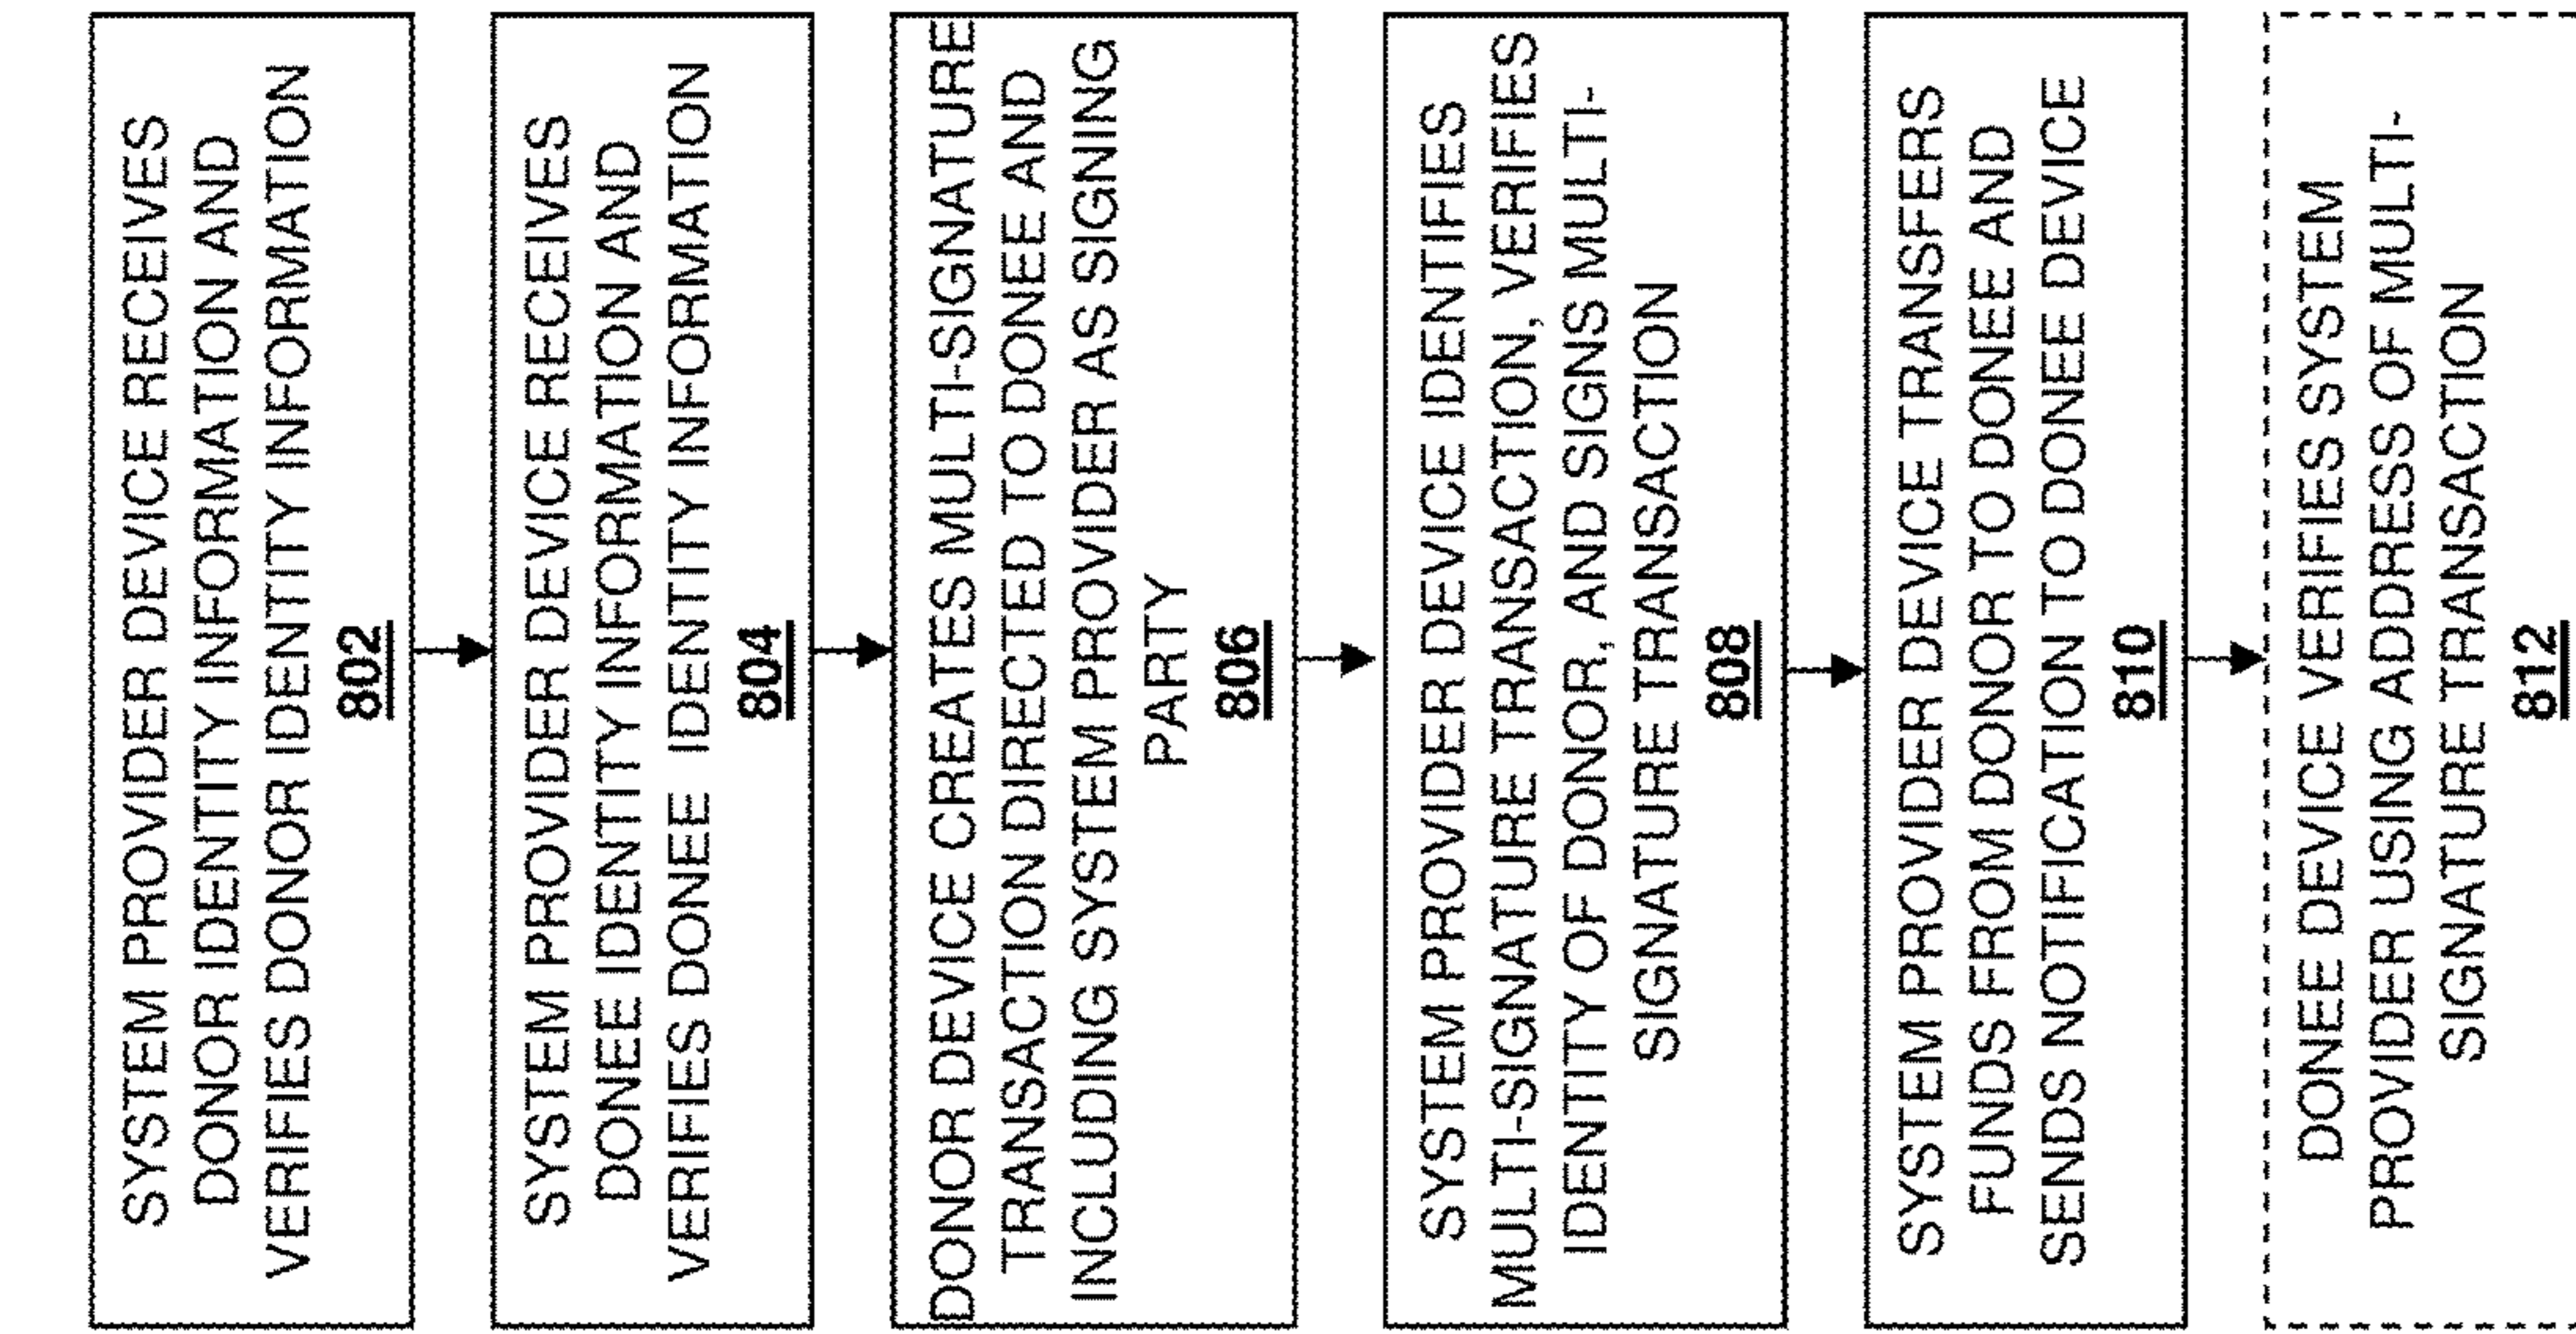 SYSTEM PROVIDER DEVICE RECEIVES
DONOR IDENTITY INFORMATION AND
VERIFIES DONOR IDENTITY INFORMATION
802
SYSTEM PROVIDER DEVICE RECEIVES
DONEE IDENTITY INFORMATION AND
VERIFIES DONEE IDENTITY INFORMATION
804
DONOR DEVICE CREATES MULTI-SIGNATURE
TRANSACTION DIRECTED TO DONEE AND
INCLUDING SYSTEM PROVIDER AS SIGNING
PARTY
806
SYSTEM PROVIDER DEVICE IDENTIFIES
MULTI-SIGNATURE TRANSACTION, VERIFIES
IDENTITY OF DONOR, AND SIGNS MULTI-
SIGNATURE TRANSACTION
808
SYSTEM PROVIDER DEVICE TRANSFERS
FUNDS FROM DONOR TO DONEE AND
SENDS NOTIFICATION TO DONEE DEVICE
810
DONEE DEVICE VERIFIES SYSTEM
PROVIDER USING ADDRESS OF MULTI-
SIGNATURE TRANSACTION
812